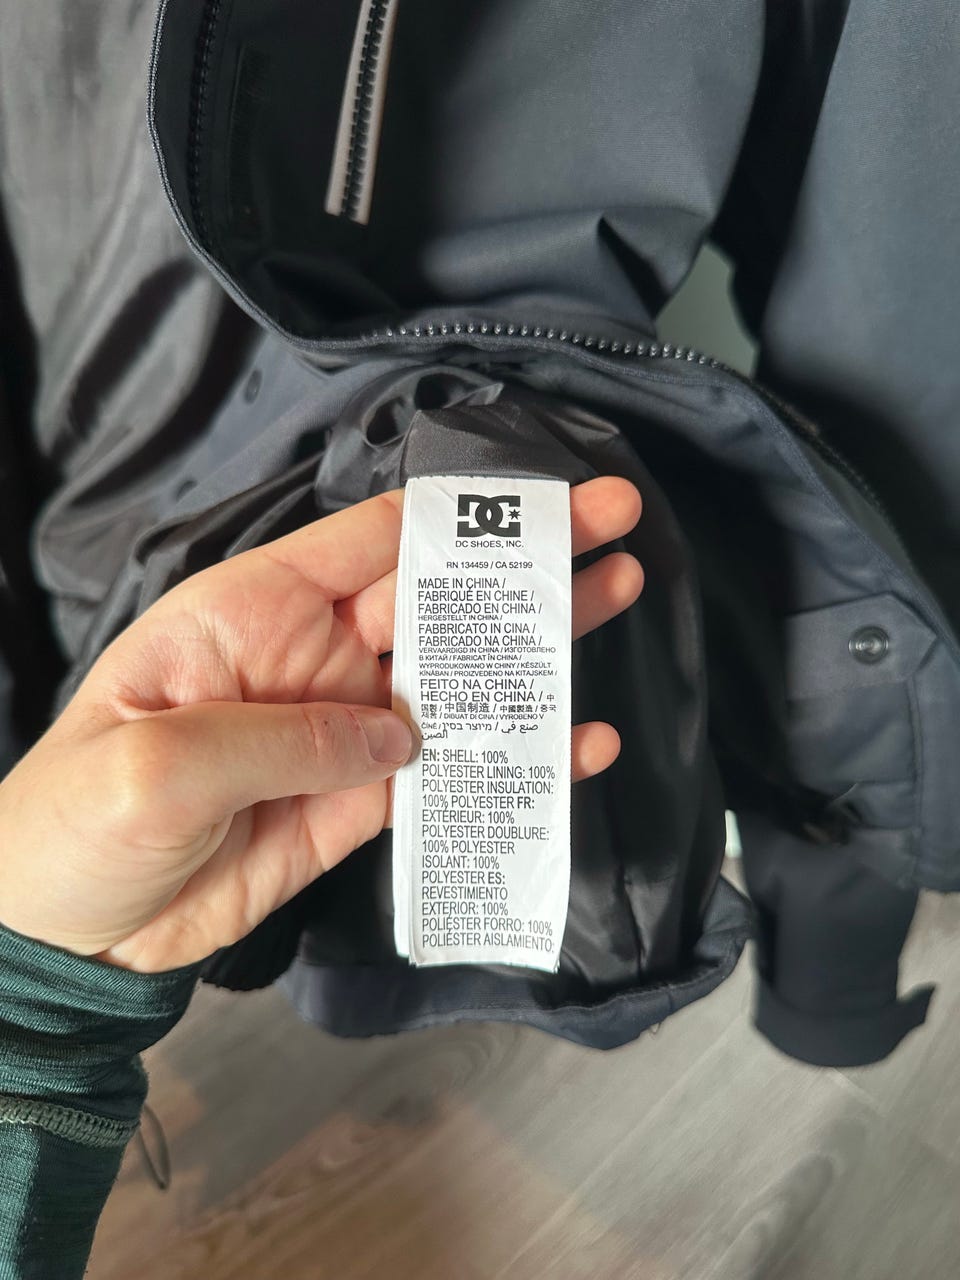 DC
DC SHOES, INC.
RN 134459 / CA 52199
MADE IN CHINA /
FABRIQUÉ EN CHINE /
FABRICADO EN CHINA /
HERGESTELLT IN CHINA /
FABBRICATO IN CINA /
FABRICADO NA CHINA /
VERVAARDIGD IN CHINA / ИЗГОТОВЛЕНО
В КИТАЙ / FABRICAT ÎN CHINA /
WYPRODUKOWANO W CHINY / KÉSZÜLT
KÍNÁBAN / PROIZVEDENO NA KITAJSKEM /
FEITO NA CHINA /
HECHO EN CHINA / 中
国製 / 中国制造 / 中國製造 / 중국
제품 / DIBUAT DI CINA / VYROBENO V
ČÍNĚ / מיוצר בסין / صنع في
الصين
EN: SHELL: 100%
POLYESTER LINING: 100%
POLYESTER INSULATION:
100% POLYESTER FR:
EXTÉRIEUR: 100%
POLYESTER DOUBLURE:
100% POLYESTER
ISOLANT: 100%
POLYESTER ES:
REVESTIMIENTO
EXTERIOR: 100%
POLIÉSTER FORRO: 100%
POLIÉSTER AISLAMIENTO: